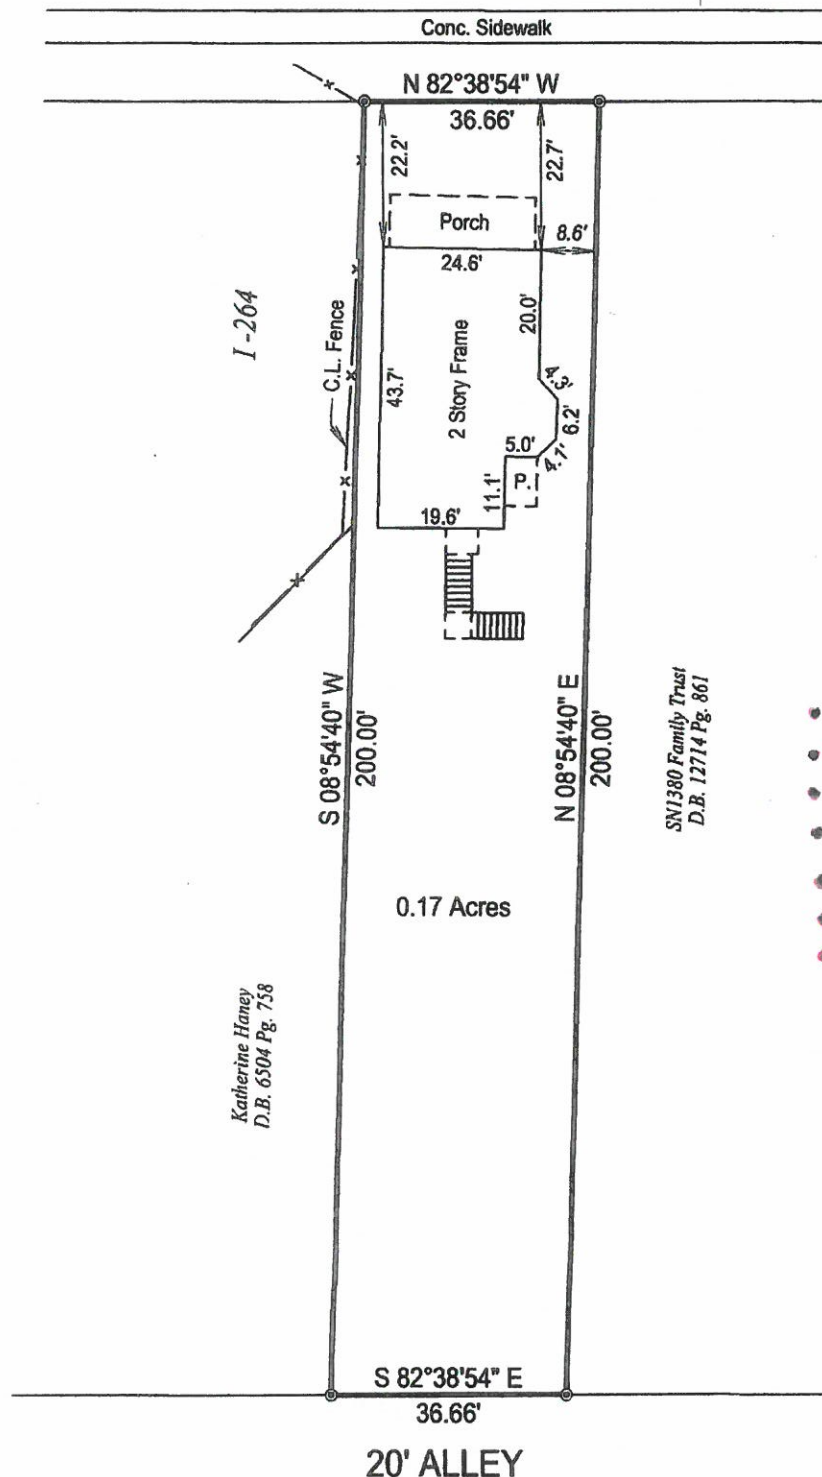 Conc. Sidewalk
N 82°38'54" W
36.66'
22.2'
22.7'
Porch
8.6'
24.6'
I-264
C.L. Fence
20.0'
43.7'
2 Story Frame
4.3'
6.2'
5.0'
4.1'
P.
11.1'
19.6'
S 08°54'40" W
200.00'
N 08°54'40" E
200.00'
SN1380 Family Trust
D.B. 12714 Pg. 861
0.17 Acres
Katherine Haney
D.B. 6504 Pg. 758
S 82°38'54" E
36.66'
20' ALLEY